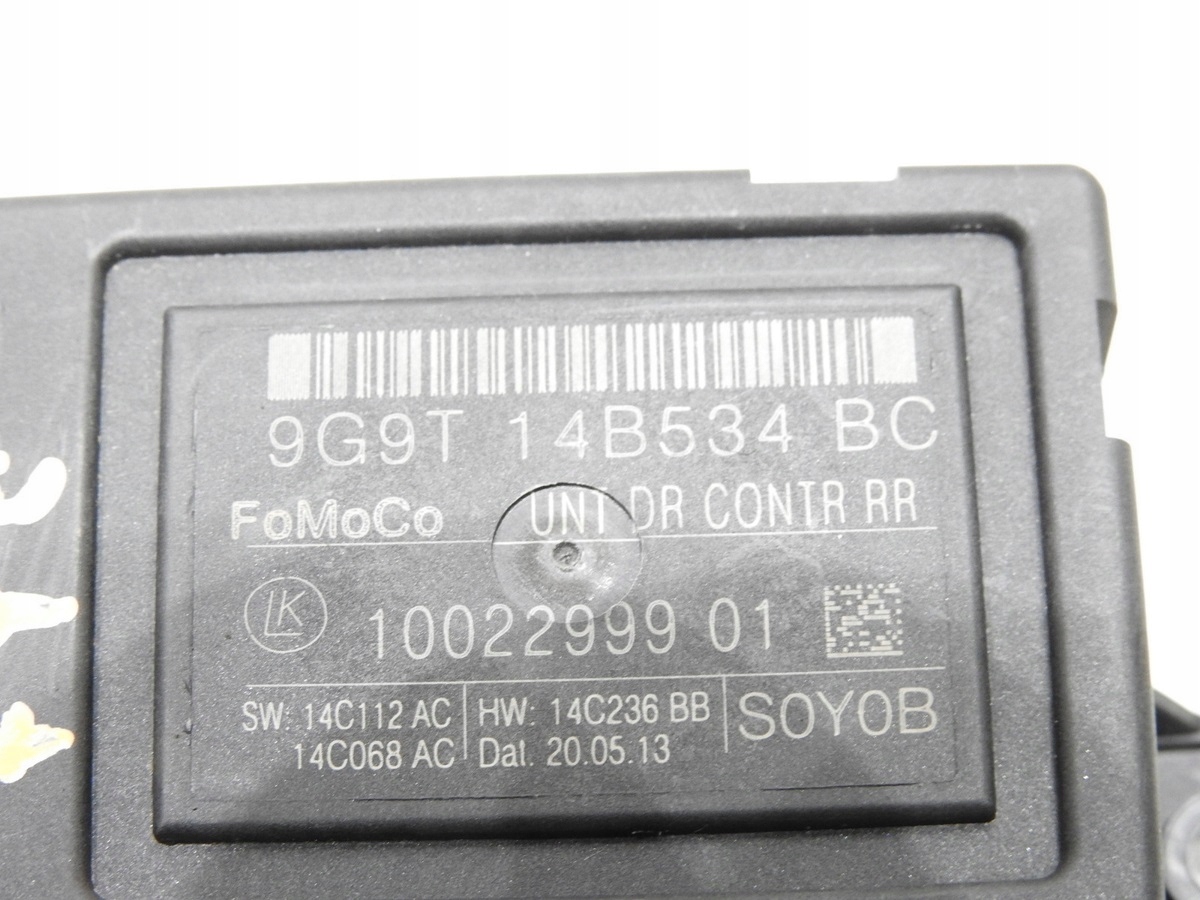 9G9T 14B534 BC
FoMoCo UNT DR CONTR RR
LK
10022999 01
SW: 14C112 AC
14C068 AC
HW: 14C236 BB
Dat. 20.05.13
SOYOB